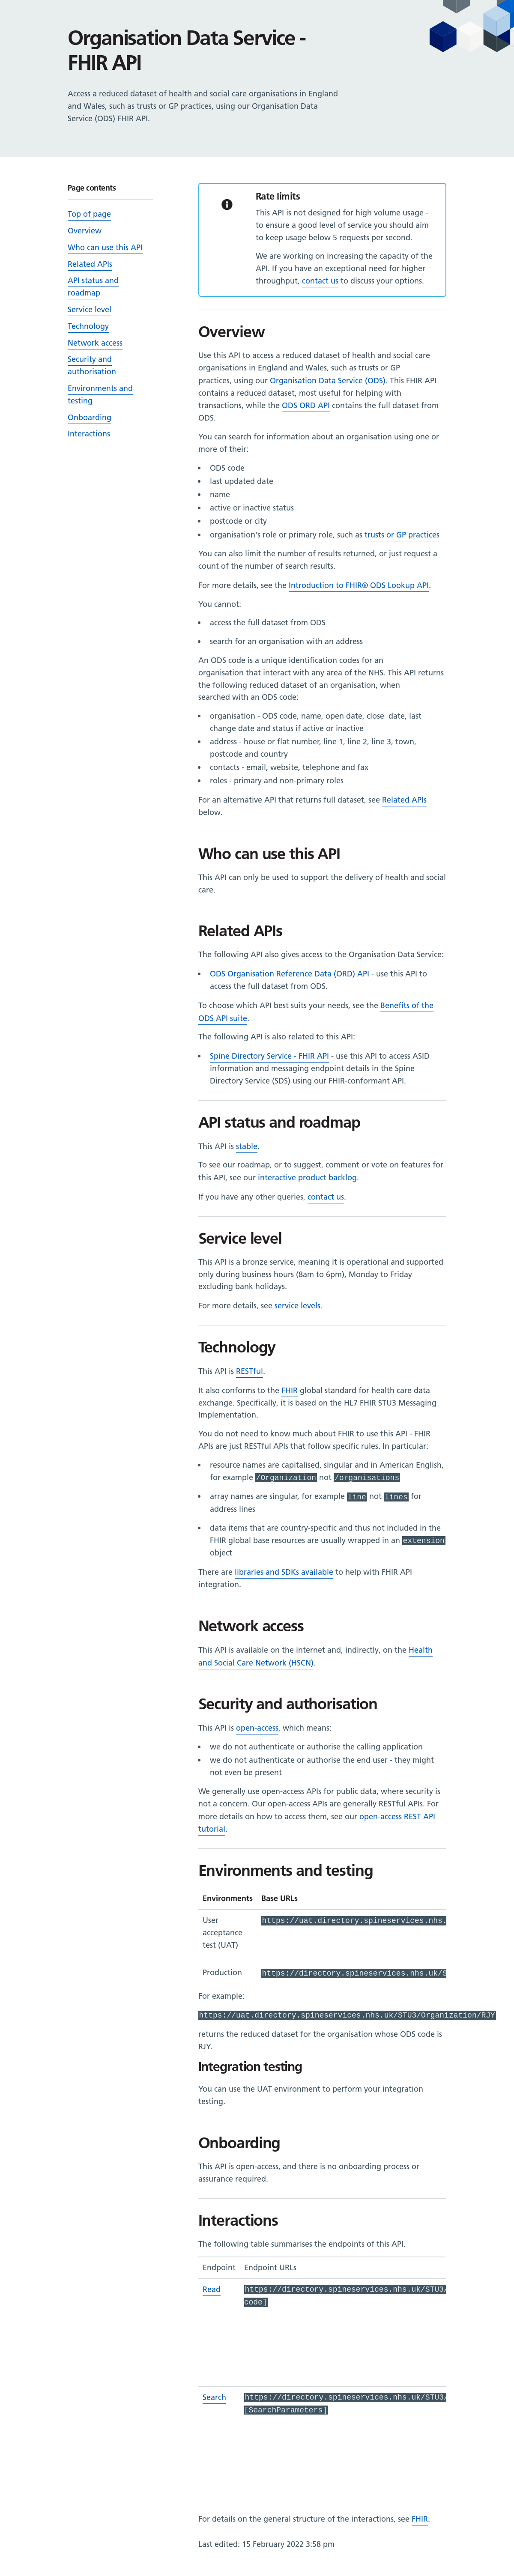 Organisation Data Service -
FHIR API
Access a reduced dataset of health and social care organisations in England
and Wales, such as trusts or GP practices, using our Organisation Data
Service (ODS) FHIR API.
Page contents
Top of page
Overview
Who can use this API
Related APIs
API status and
roadmap
Service level
Technology
Network access
Security and
authorisation
Environments and
testing
Onboarding
Interactions
Rate limits
This API is not designed for high volume usage -
to ensure a good level of service you should aim
to keep usage below 5 requests per second.
We are working on increasing the capacity of the
API. If you have an exceptional need for higher
throughput, contact us to discuss your options.
Overview
Use this API to access a reduced dataset of health and social care
organisations in England and Wales, such as trusts or GP
practices, using our Organisation Data Service (ODS). This FHIR API
contains a reduced dataset, most useful for helping with
transactions, while the ODS ORD API contains the full dataset from
ODS.
You can search for information about an organisation using one or
more of their:
• ODS code
• last updated date
• name
• active or inactive status
• postcode or city
• organisation's role or primary role, such as trusts or GP practices
You can also limit the number of results returned, or just request a
count of the number of search results.
For more details, see the Introduction to FHIR® ODS Lookup API.
You cannot:
• access the full dataset from ODS
• search for an organisation with an address
An ODS code is a unique identification codes for an
organisation that interact with any area of the NHS. This API returns
the following reduced dataset of an organisation, when
searched with an ODS code:
• organisation - ODS code, name, open date, close  date, last
change date and status if active or inactive
• address - house or flat number, line 1, line 2, line 3, town,
postcode and country
• contacts - email, website, telephone and fax
• roles - primary and non-primary roles
For an alternative API that returns full dataset, see Related APIs
below.
Who can use this API
This API can only be used to support the delivery of health and social
care.
Related APIs
The following API also gives access to the Organisation Data Service:
• ODS Organisation Reference Data (ORD) API - use this API to
access the full dataset from ODS.
To choose which API best suits your needs, see the Benefits of the
ODS API suite.
The following API is also related to this API:
• Spine Directory Service - FHIR API - use this API to access ASID
information and messaging endpoint details in the Spine
Directory Service (SDS) using our FHIR-conformant API.
API status and roadmap
This API is stable.
To see our roadmap, or to suggest, comment or vote on features for
this API, see our interactive product backlog.
If you have any other queries, contact us.
Service level
This API is a bronze service, meaning it is operational and supported
only during business hours (8am to 6pm), Monday to Friday
excluding bank holidays.
For more details, see service levels.
Technology
This API is RESTful.
It also conforms to the FHIR global standard for health care data
exchange. Specifically, it is based on the HL7 FHIR STU3 Messaging
Implementation.
You do not need to know much about FHIR to use this API - FHIR
APIs are just RESTful APIs that follow specific rules. In particular:
• resource names are capitalised, singular and in American English,
for example /Organization not /organisations
• array names are singular, for example line not lines for
address lines
• data items that are country-specific and thus not included in the
FHIR global base resources are usually wrapped in an extension
object
There are libraries and SDKs available to help with FHIR API
integration.
Network access
This API is available on the internet and, indirectly, on the Health
and Social Care Network (HSCN).
Security and authorisation
This API is open-access, which means:
• we do not authenticate or authorise the calling application
• we do not authenticate or authorise the end user - they might
not even be present
We generally use open-access APIs for public data, where security is
not a concern. Our open-access APIs are generally RESTful APIs. For
more details on how to access them, see our open-access REST API
tutorial.
Environments and testing
Environments Base URLs
User https://uat.directory.spineservices.nhs.
acceptance
test (UAT)
Production https://directory.spineservices.nhs.uk/S
For example:
https://uat.directory.spineservices.nhs.uk/STU3/Organization/RJY
returns the reduced dataset for the organisation whose ODS code is
RJY.
Integration testing
You can use the UAT environment to perform your integration
testing.
Onboarding
This API is open-access, and there is no onboarding process or
assurance required.
Interactions
The following table summarises the endpoints of this API.
Endpoint Endpoint URLs
Read https://directory.spineservices.nhs.uk/STU3/
code]
Search https://directory.spineservices.nhs.uk/STU3/
[SearchParameters]
For details on the general structure of the interactions, see FHIR.
Last edited: 15 February 2022 3:58 pm